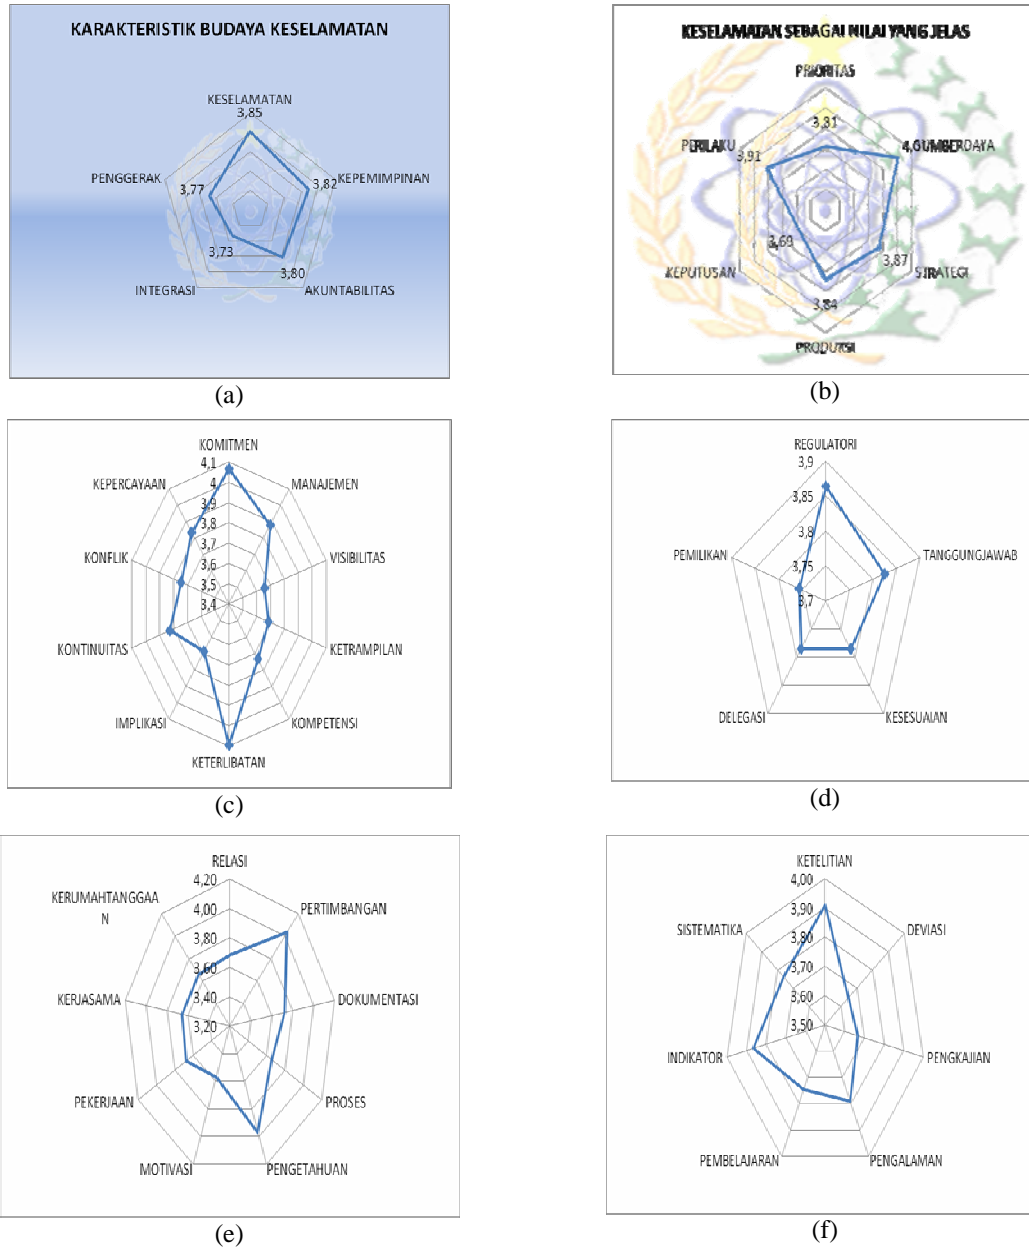 KARAKTERISTIK BUDAYA KESELAMATAN
KESELAMATAN
3,85
PENGGERAK
3,77
3,82
KEPEMIMPINAN
3,73
3,80
INTEGRASI
AKUNTABILITAS
(a)
KESELAMATAN SEBAGAI NILAI YANG JELAS
PRIORITAS
3,31
PERILAKU
3,91
3,69
3,87
KEPUTUSAN
STRATEGI
3,84
PRODUKSI
(b)
KOMITMEN
4,1
4
3,9
3,8
3,7
3,6
3,5
3,4
KEPERCAYAAN
MANAJEMEN
KONFLIK
VISIBILITAS
KONTINUITAS
KETRAMPILAN
IMPLIKASI
KOMPETENSI
KETERLIBATAN
(c)
REGULATORI
3,9
3,85
3,8
3,75
3,7
PEMILIKAN
TANGGUNGJAWAB
DELEGASI
KESESUAIAN
(d)
RELASI
4,20
4,00
3,80
3,60
3,40
3,20
KERUMAHTANGGAA
N
PERTIMBANGAN
KERJASAMA
DOKUMENTASI
PEKERJAAN
PROSES
MOTIVASI
PENGETAHUAN
(e)
KETELITIAN
4,00
3,90
3,80
3,70
3,60
3,50
SISTEMATIKA
DEVIASI
INDIKATOR
PENGKAJIAN
PEMBELAJARAN
PENGALAMAN
(f)